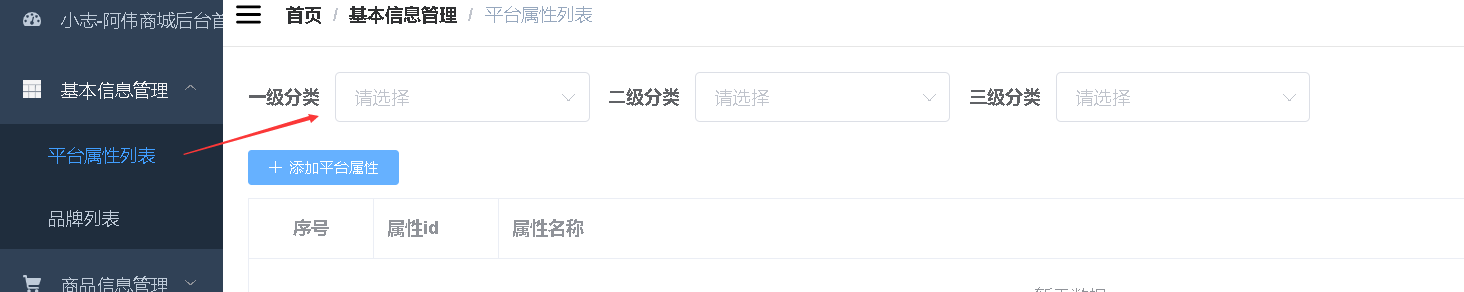 小志-阿伟商城后台首
基本信息管理
平台属性列表
品牌列表
商品信息管理
首页 / 基本信息管理 / 平台属性列表
一级分类 请选择 二级分类 请选择 三级分类 请选择
+ 添加平台属性
序号 属性id 属性名称
暂无数据